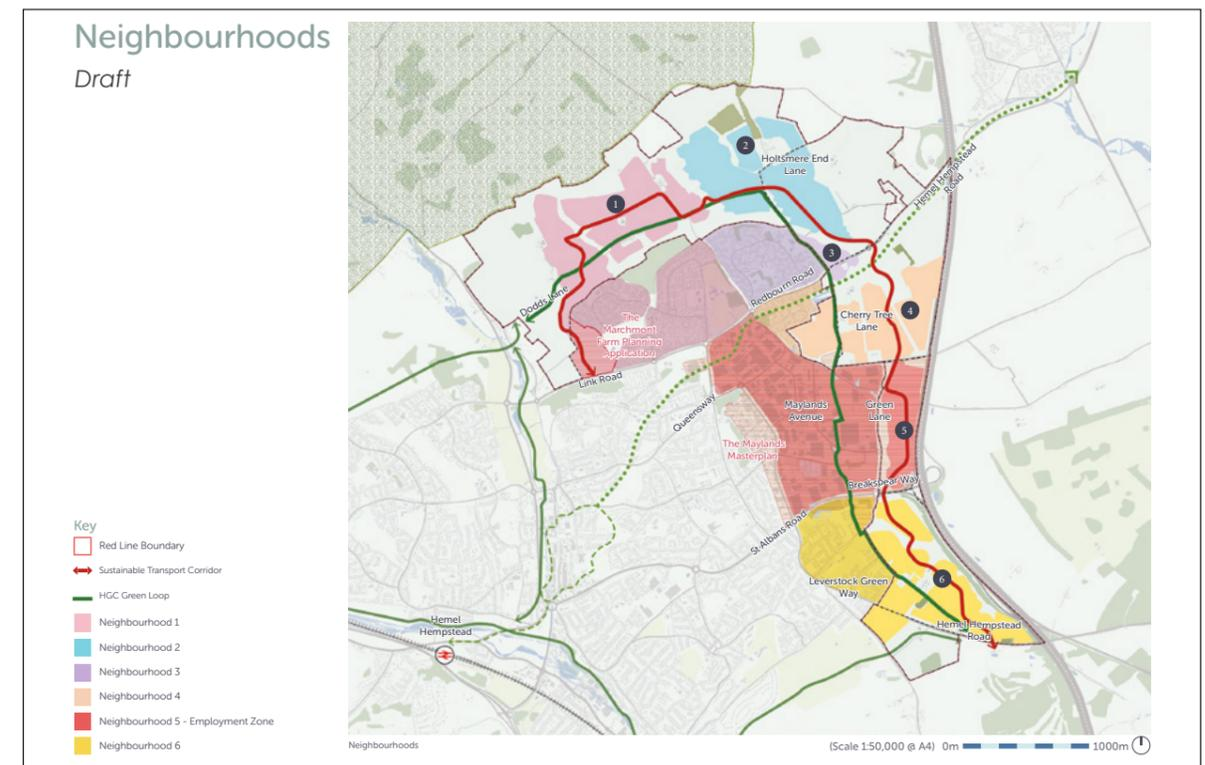 Neighbourhoods
Draft
2
Holtsmere End
Lane
Hemel Hempstead
Road
1
3
Redbourn Road
Dodds Lane
4
Cherry Tree
Lane
The
Marchmont
Farm Planning
Application
Link Road
Queensway
Maylands
Avenue
Green
Lane
5
The Maylands
Masterplan
Breakspear Way
St Albans Road
Leverstock Green
Way
6
Hemel Hempstead
Road
Hemel
Hempstead
Key
Red Line Boundary
Sustainable Transport Corridor
HGC Green Loop
Neighbourhood 1
Neighbourhood 2
Neighbourhood 3
Neighbourhood 4
Neighbourhood 5 - Employment Zone
Neighbourhood 6
Neighbourhoods
(Scale 1:50,000 @ A4) 0m 1000m